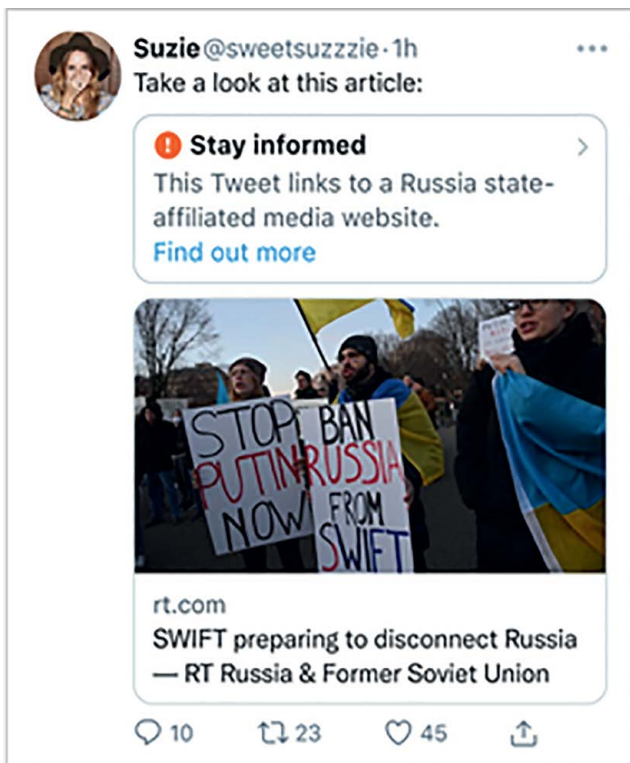 Suzie @sweetsuzzzie · 1h
Take a look at this article:
Stay informed
This Tweet links to a Russia state-
affiliated media website.
Find out more
STOP
PUTIN
NOW
BAN
RUSSIA
FROM
SWIFT
rt.com
SWIFT preparing to disconnect Russia
— RT Russia & Former Soviet Union
10 23 45